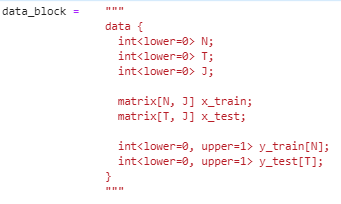 data_block =    """
                data {
                  int<lower=0> N;
                  int<lower=0> T;
                  int<lower=0> J;

                  matrix[N, J] x_train;
                  matrix[T, J] x_test;

                  int<lower=0, upper=1> y_train[N];
                  int<lower=0, upper=1> y_test[T];
                }
                """